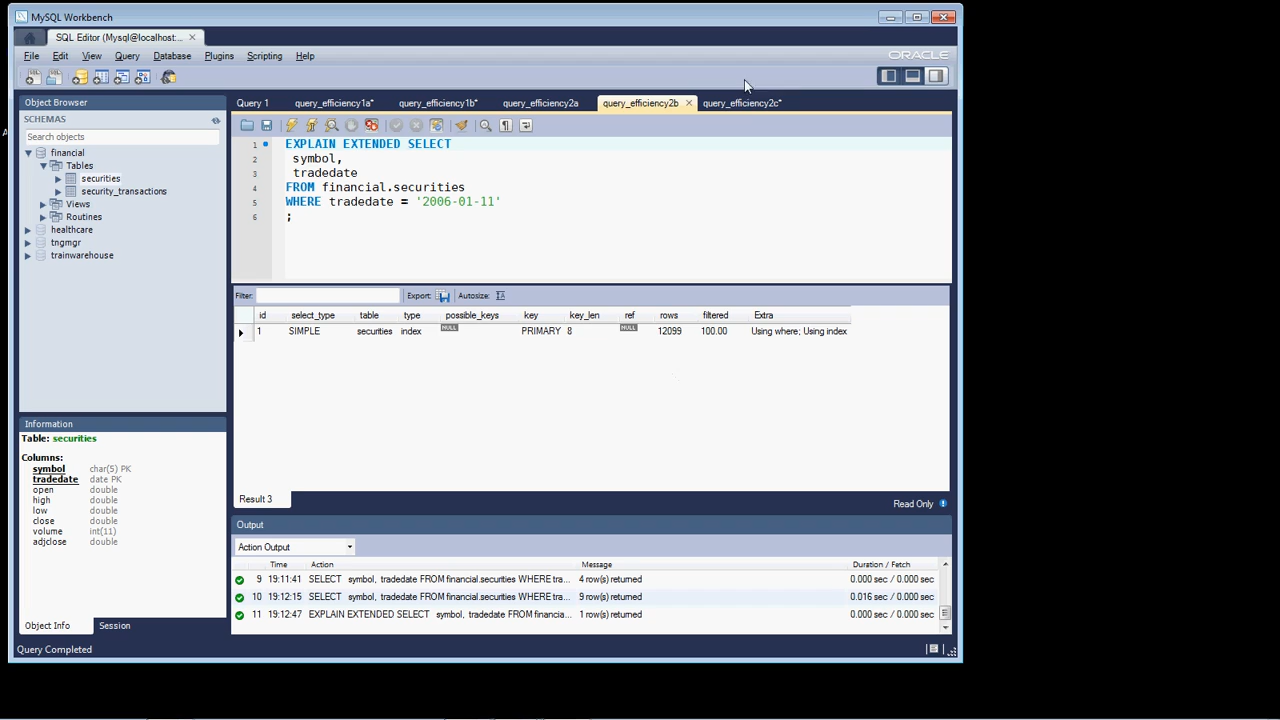 MySQL Workbench
SQL Editor (Mysql@localhost:... ×
File Edit View Query Database Plugins Scripting Help
ORACLE
Object Browser
SCHEMAS
Search objects
financial
Tables
securities
security_transactions
Views
Routines
healthcare
tngmgr
trainwarehouse
Query 1 query_efficiency1a* query_efficiency1b* query_efficiency2a query_efficiency2b × query_efficiency2c*
1 EXPLAIN EXTENDED SELECT
2 symbol,
3 tradedate
4 FROM financial.securities
5 WHERE tradedate = '2006-01-11'
6 ;
Filter: Export: Autosize:
id select_type table type possible_keys key key_len ref rows filtered Extra
1 SIMPLE securities index NULL PRIMARY 8 NULL 12099 100.00 Using where; Using index
Result 3
Read Only
Information
Table: securities
Columns:
symbol char(5) PK
tradedate date PK
open double
high double
low double
close double
volume int(11)
adjclose double
Object Info Session
Output
Action Output
Time Action Message Duration / Fetch
9 19:11:41 SELECT symbol, tradedate FROM financial.securities WHERE tra... 4 row(s) returned 0.000 sec / 0.000 sec
10 19:12:15 SELECT symbol, tradedate FROM financial.securities WHERE tra... 9 row(s) returned 0.016 sec / 0.000 sec
11 19:12:47 EXPLAIN EXTENDED SELECT symbol, tradedate FROM financia... 1 row(s) returned 0.000 sec / 0.000 sec
Query Completed